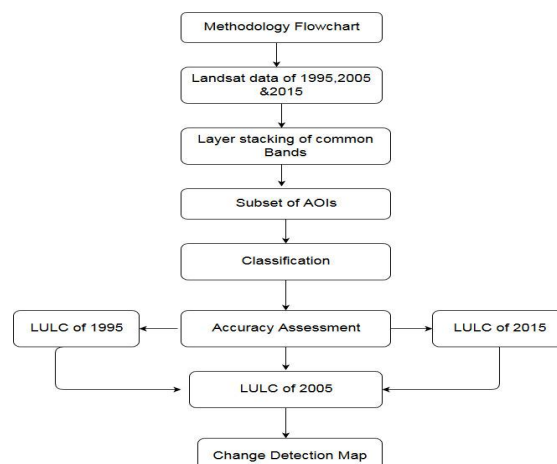 Methodology Flowchart
Landsat data of 1995,2005
&2015
Layer stacking of common
Bands
Subset of AOIs
Classification
LULC of 1995
Accuracy Assessment
LULC of 2015
LULC of 2005
Change Detection Map